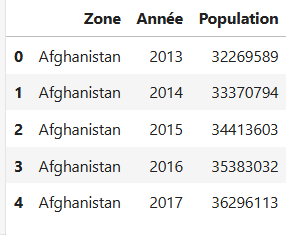 Zone Année Population
0 Afghanistan 2013 32269589
1 Afghanistan 2014 33370794
2 Afghanistan 2015 34413603
3 Afghanistan 2016 35383032
4 Afghanistan 2017 36296113